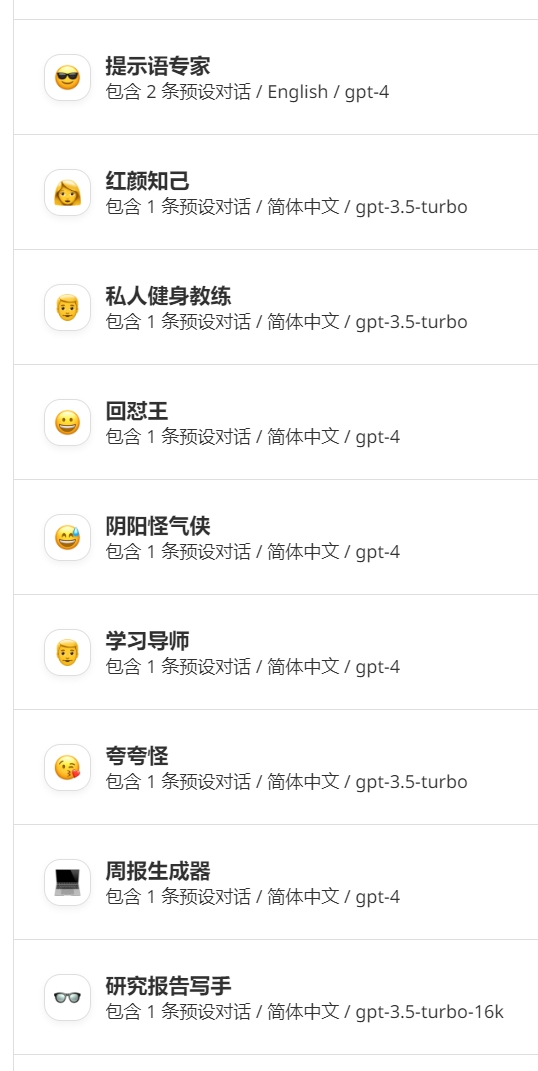 提示语专家
包含 2 条预设对话 / English / gpt-4
红颜知己
包含 1 条预设对话 / 简体中文 / gpt-3.5-turbo
私人健身教练
包含 1 条预设对话 / 简体中文 / gpt-3.5-turbo
回怼王
包含 1 条预设对话 / 简体中文 / gpt-4
阴阳怪气侠
包含 1 条预设对话 / 简体中文 / gpt-4
学习导师
包含 1 条预设对话 / 简体中文 / gpt-4
夸夸怪
包含 1 条预设对话 / 简体中文 / gpt-3.5-turbo
周报生成器
包含 1 条预设对话 / 简体中文 / gpt-4
研究报告写手
包含 1 条预设对话 / 简体中文 / gpt-3.5-turbo-16k